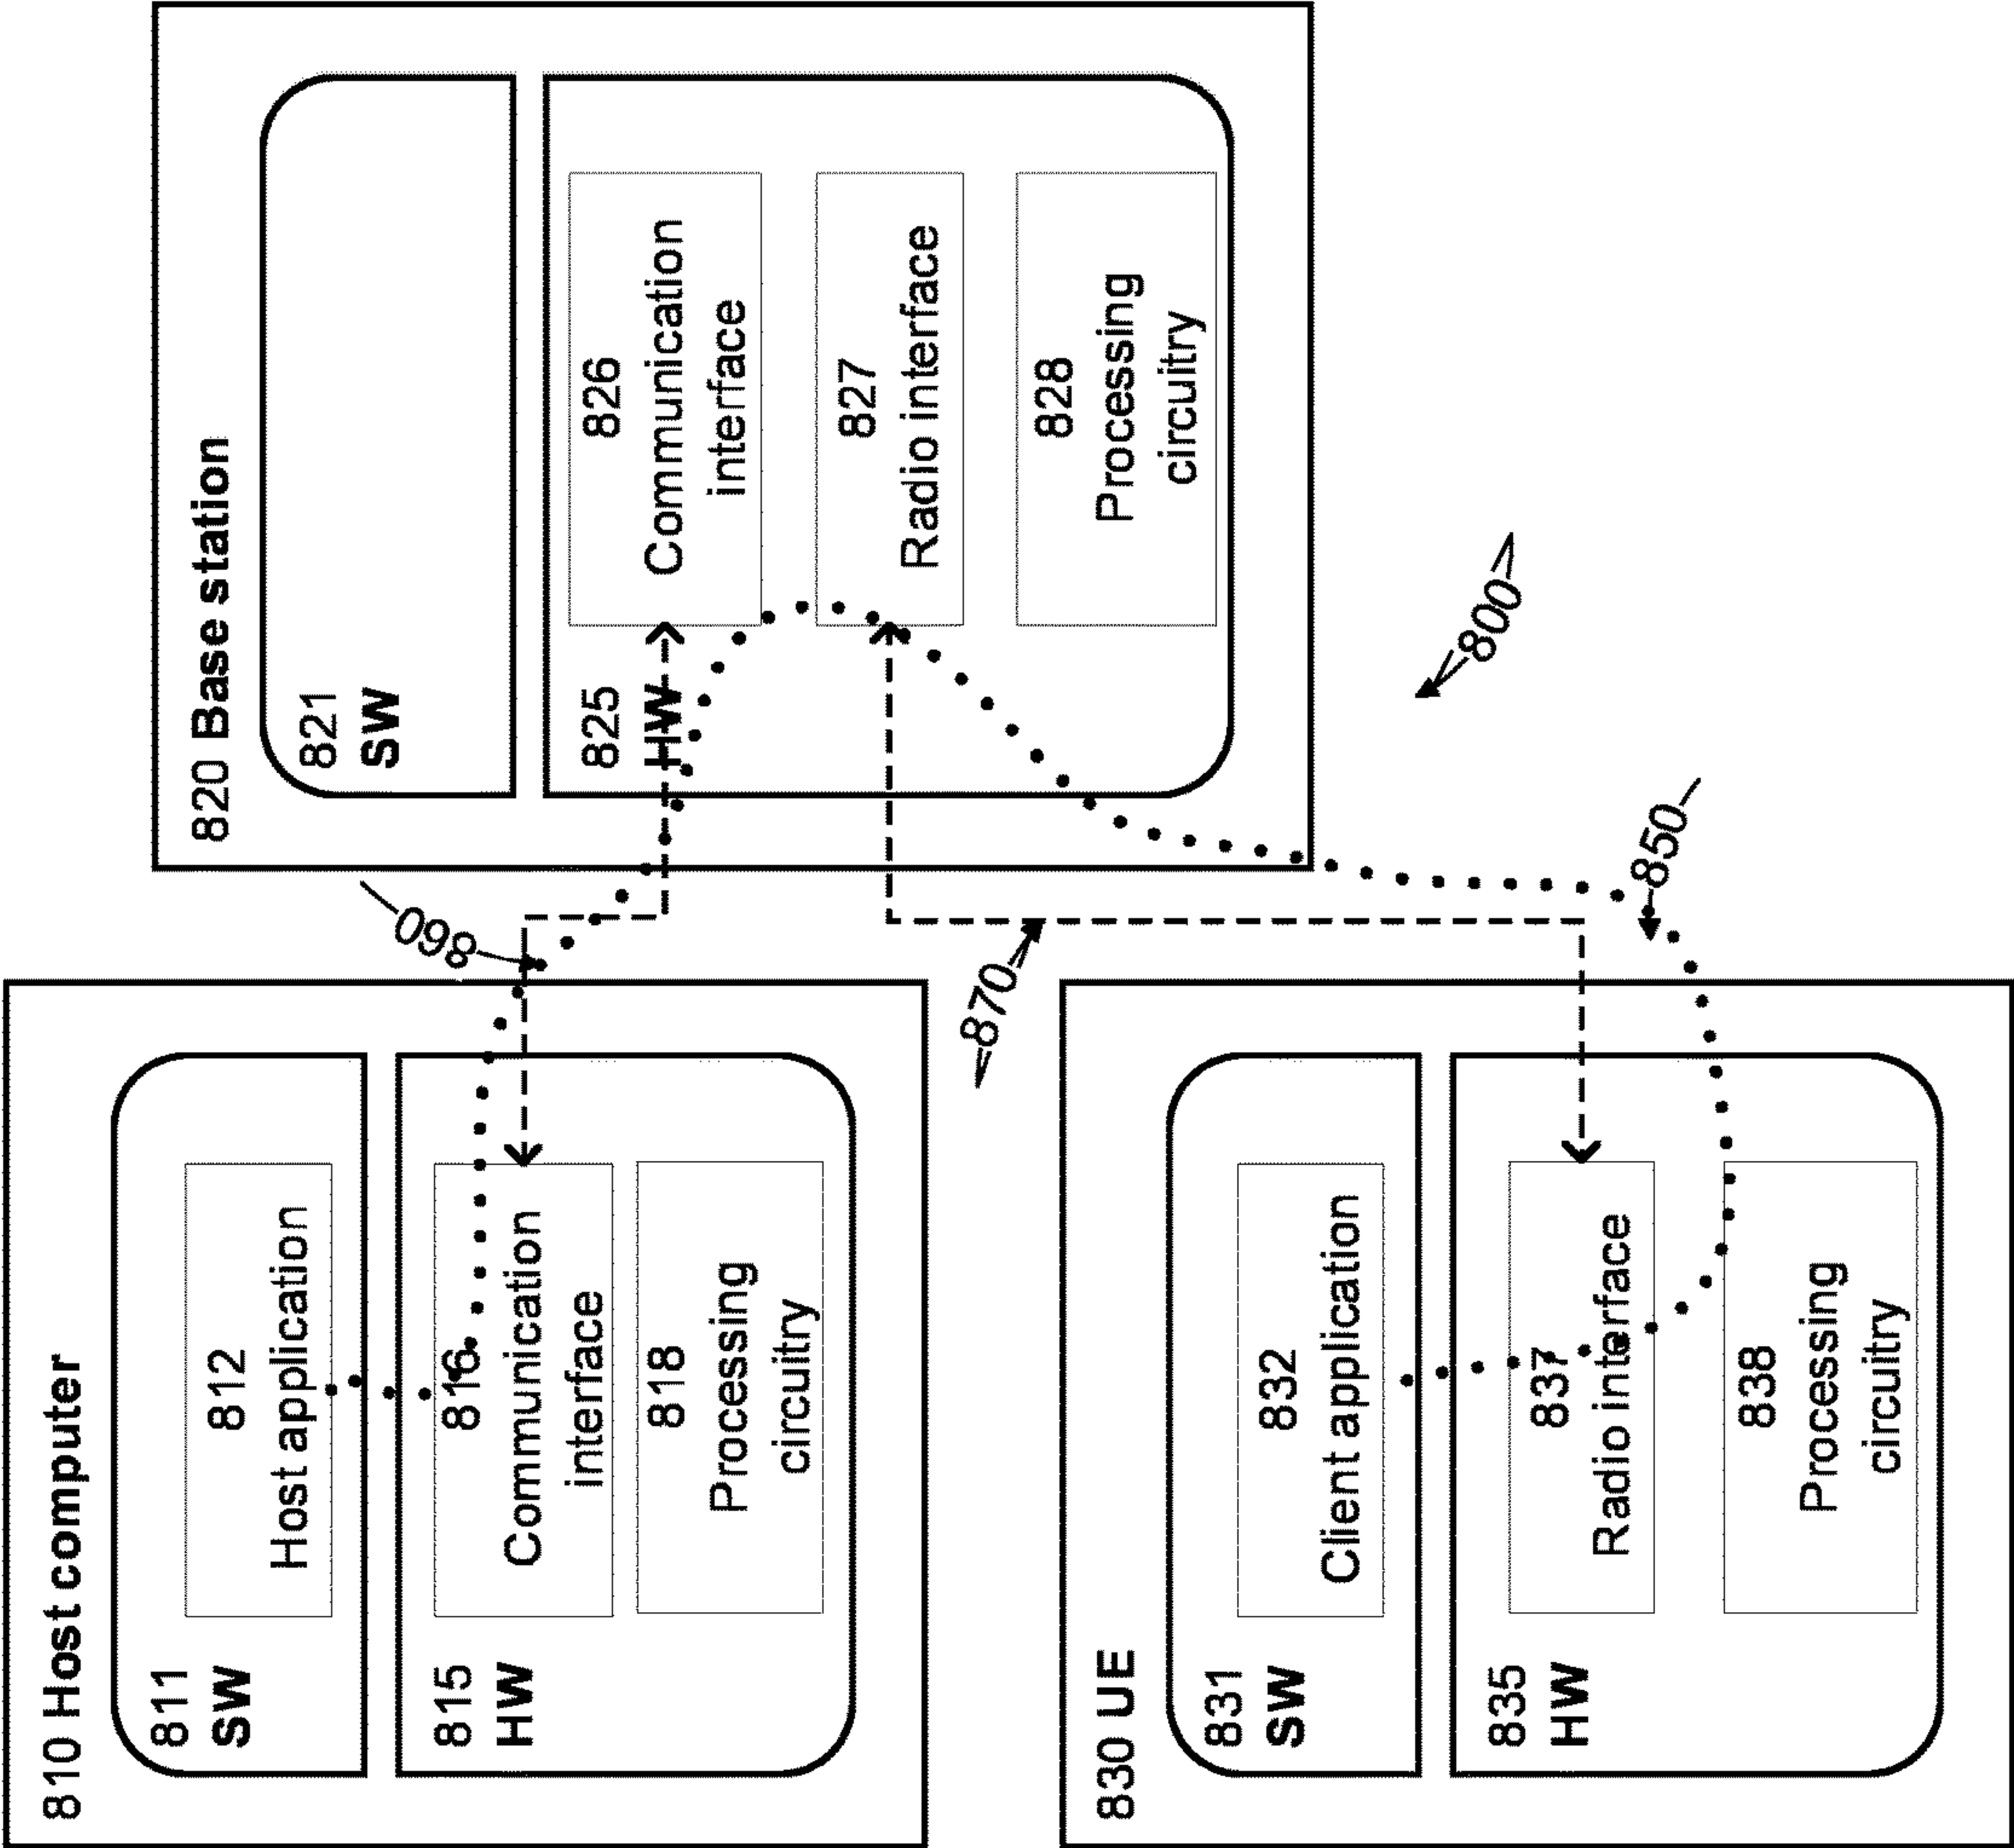 810 Host computer
811
SW
812
Host application
815
HW
816
Communication
interface
818
Processing
circuitry
820 Base station
821
SW
825
HW
826
Communication
interface
827
Radio interface
828
Processing
circuitry
830 UE
831
SW
832
Client application
835
HW
837
Radio interface
838
Processing
circuitry
860
870
850
800